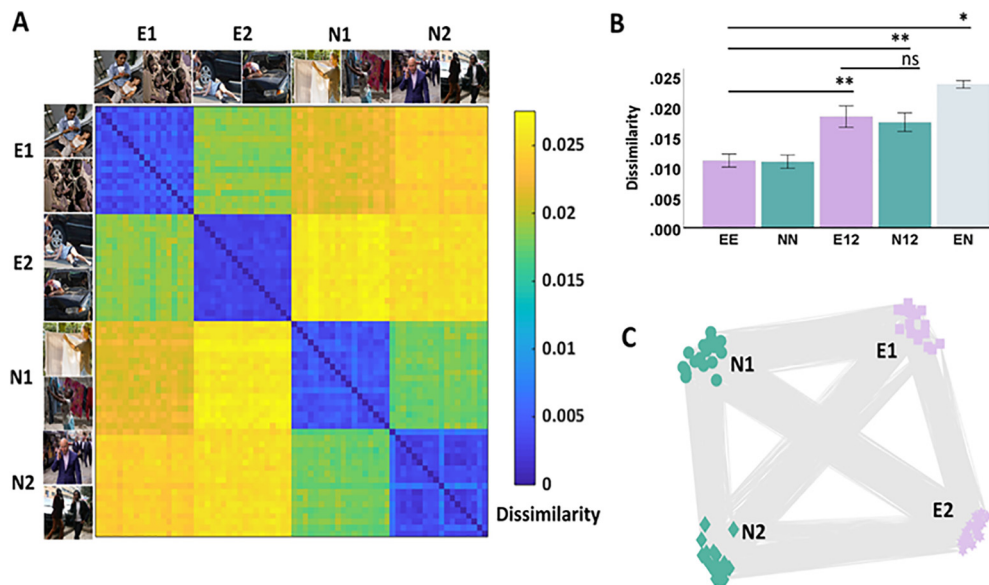 A
E1 E2 N1 N2
E1
E2
N1
N2
0.025
0.02
0.015
0.01
0.005
0
Dissimilarity
B
*
**
ns
**
Dissimilarity
.025
.020
.015
.010
.005
.000
EE NN E12 N12 EN
C
N1
E1
N2
E2